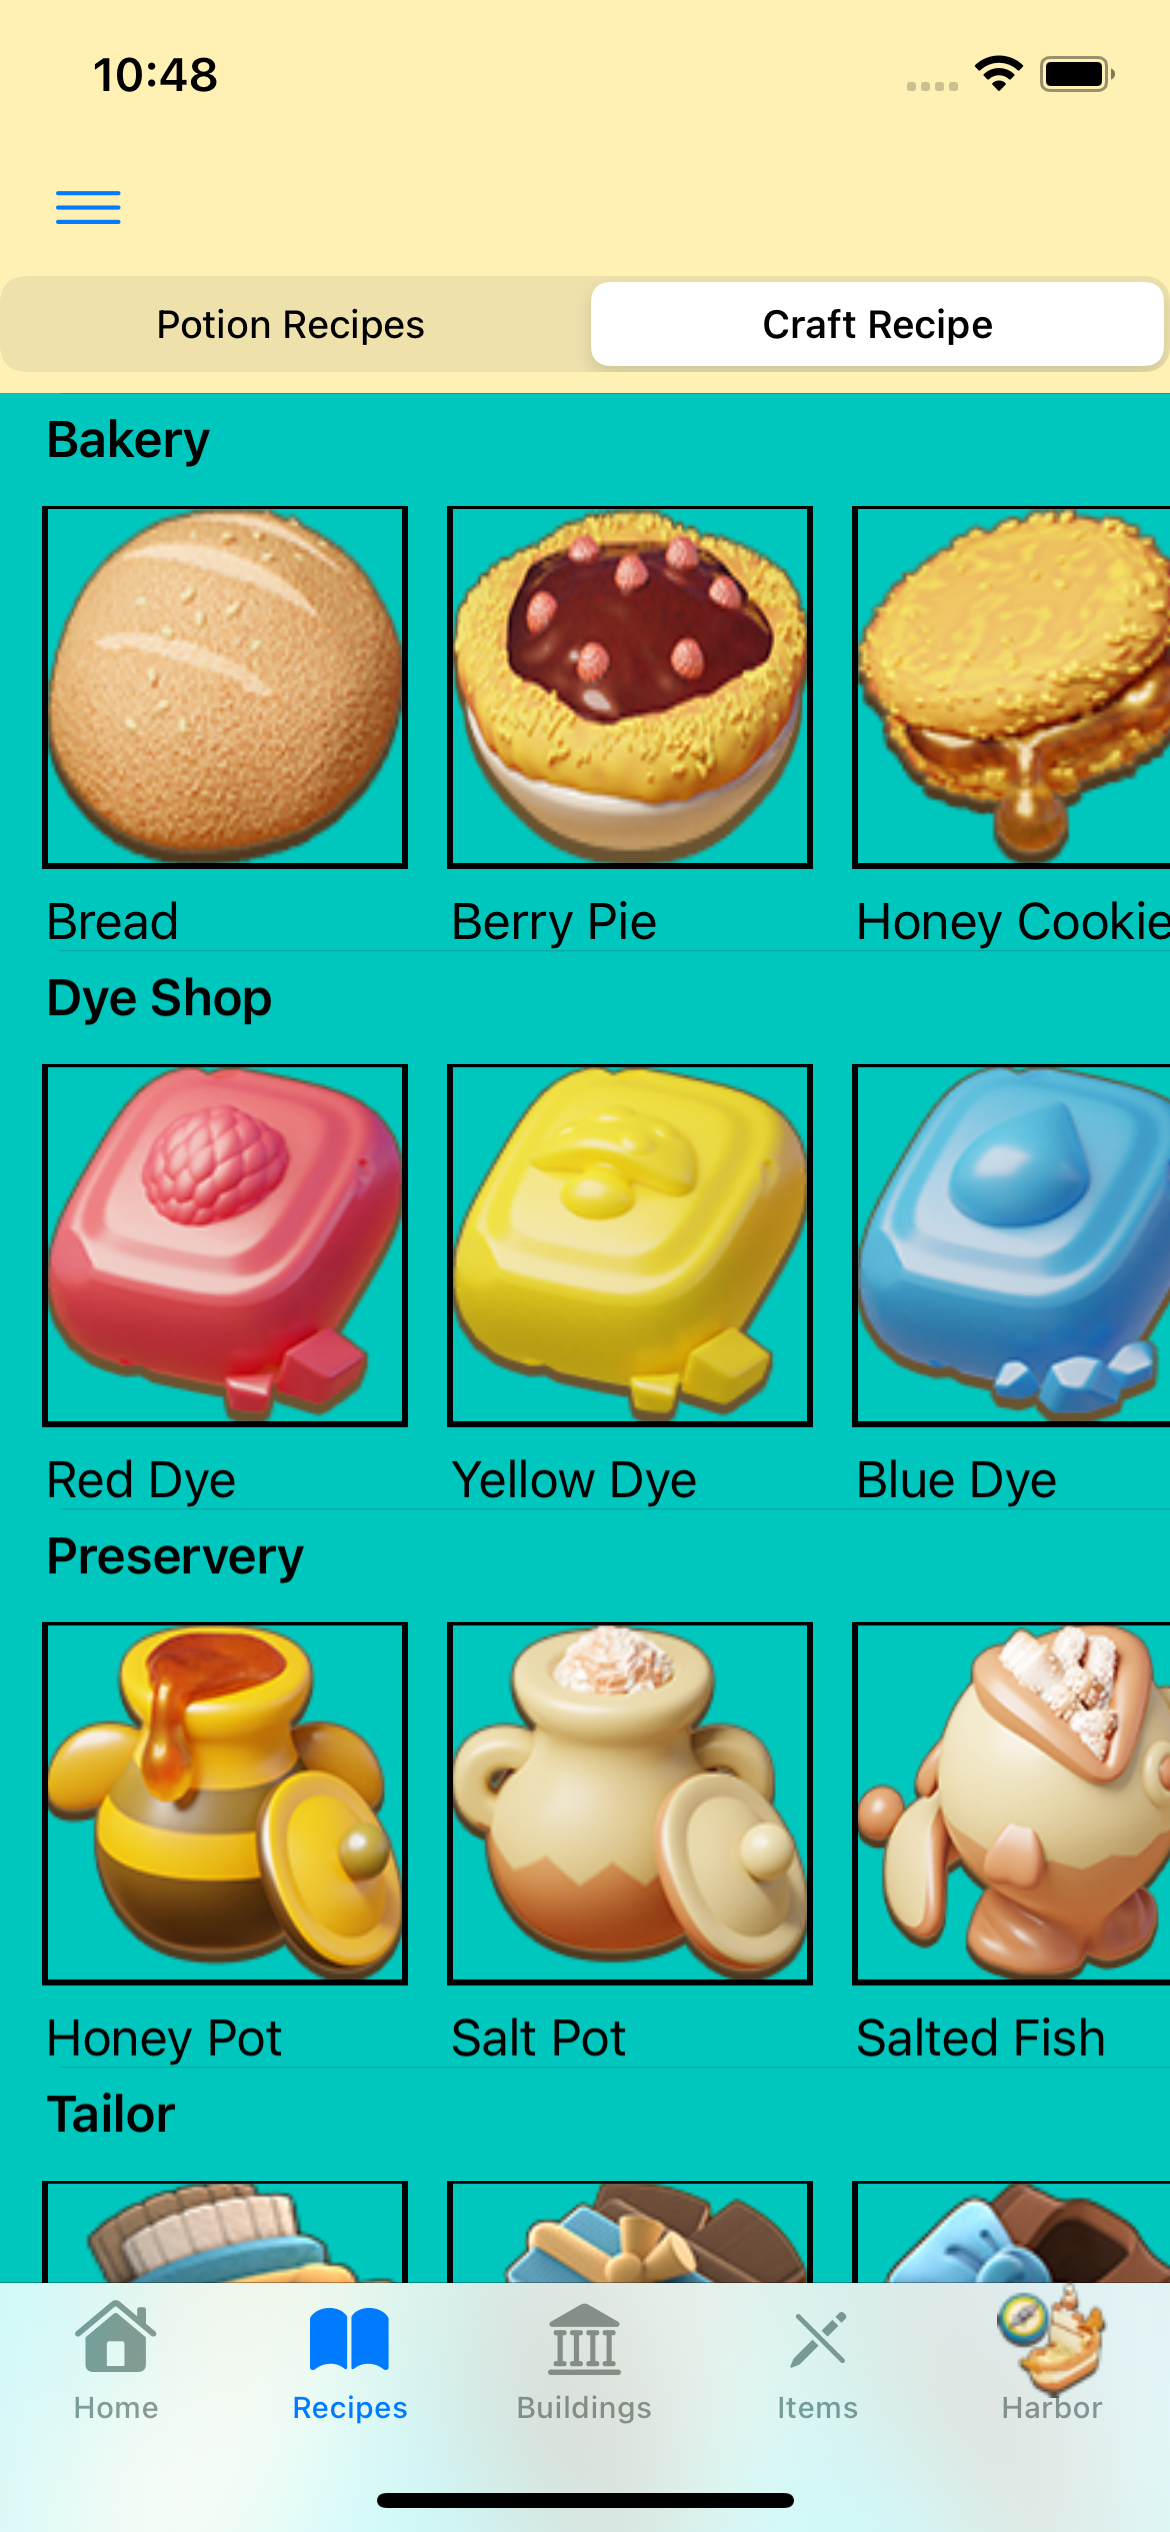 10:48
Potion Recipes
Craft Recipe
Bakery
Bread
Berry Pie
Honey Cookie
Dye Shop
Red Dye
Yellow Dye
Blue Dye
Preservery
Honey Pot
Salt Pot
Salted Fish
Tailor
Home
Recipes
Buildings
Items
Harbor